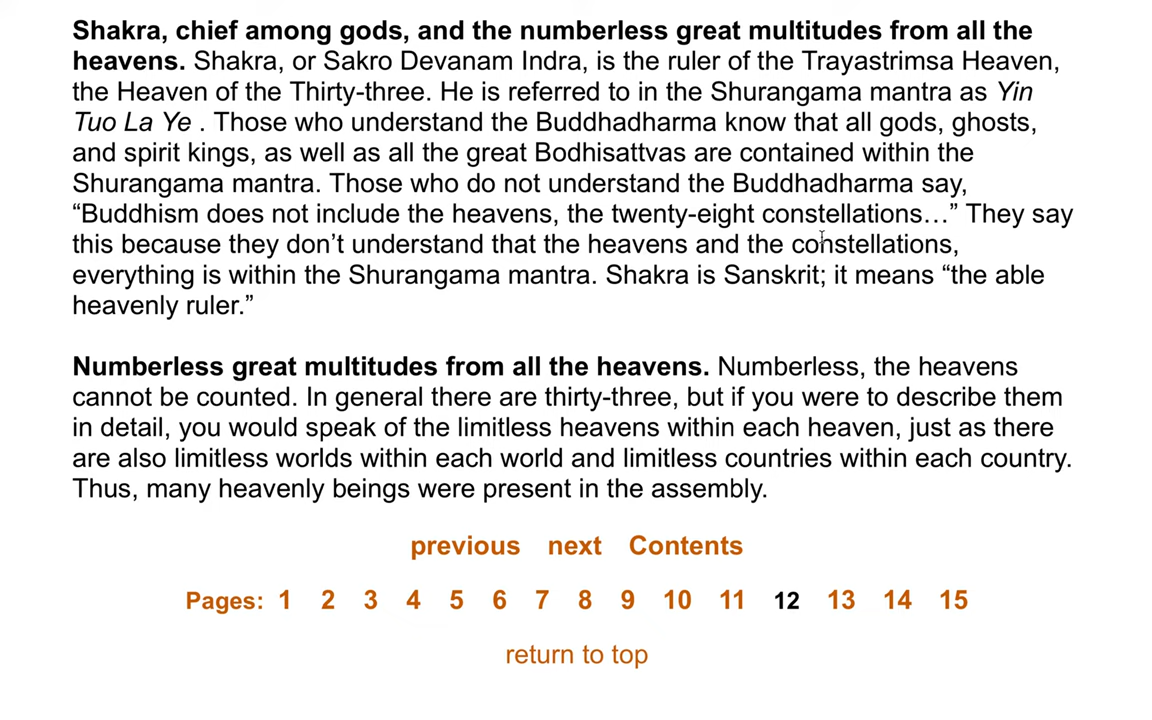 Shakra, chief among gods, and the numberless great multitudes from all the
heavens. Shakra, or Sakro Devanam Indra, is the ruler of the Trayastrimsa Heaven,
the Heaven of the Thirty-three. He is referred to in the Shurangama mantra as Yin
Tuo La Ye . Those who understand the Buddhadharma know that all gods, ghosts,
and spirit kings, as well as all the great Bodhisattvas are contained within the
Shurangama mantra. Those who do not understand the Buddhadharma say,
“Buddhism does not include the heavens, the twenty-eight constellations…” They say
this because they don’t understand that the heavens and the constellations,
everything is within the Shurangama mantra. Shakra is Sanskrit; it means “the able
heavenly ruler.”
Numberless great multitudes from all the heavens. Numberless, the heavens
cannot be counted. In general there are thirty-three, but if you were to describe them
in detail, you would speak of the limitless heavens within each heaven, just as there
are also limitless worlds within each world and limitless countries within each country.
Thus, many heavenly beings were present in the assembly.
previous next Contents
Pages: 1 2 3 4 5 6 7 8 9 10 11 12 13 14 15
return to top